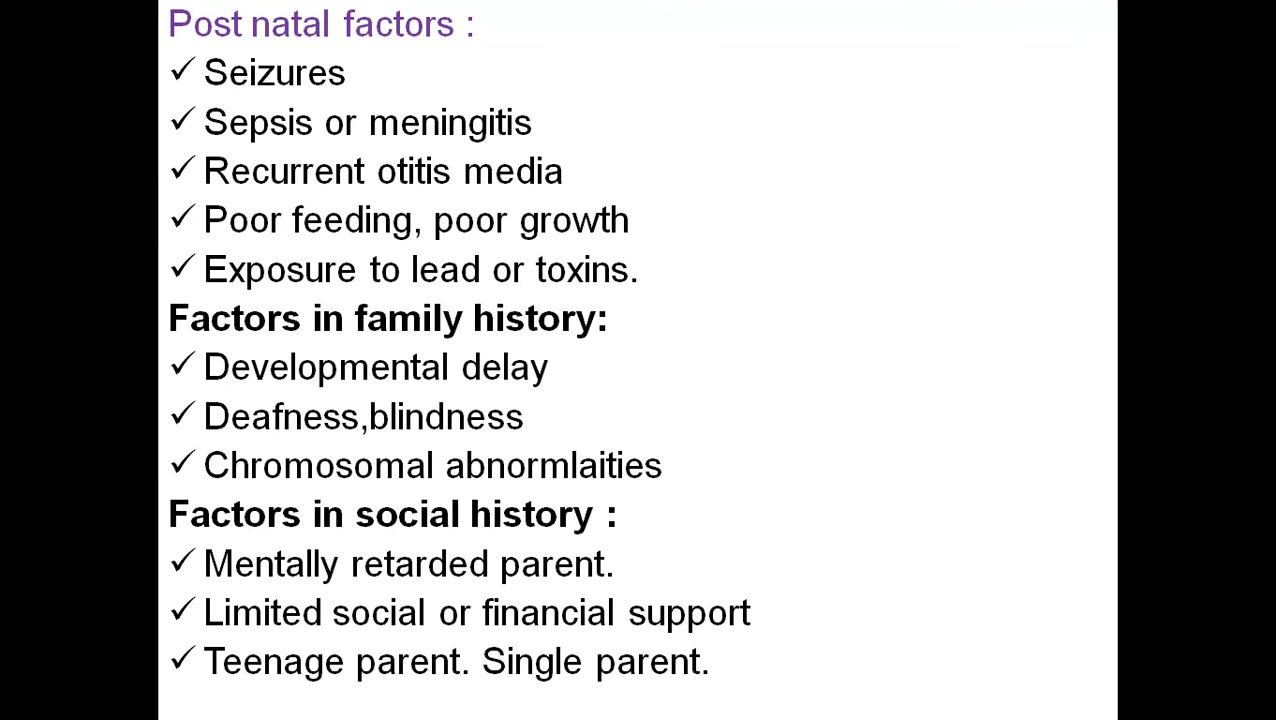 Post natal factors :
✓ Seizures
✓ Sepsis or meningitis
✓ Recurrent otitis media
✓ Poor feeding, poor growth
✓ Exposure to lead or toxins.
Factors in family history:
✓ Developmental delay
✓ Deafness,blindness
✓ Chromosomal abnormlaities
Factors in social history :
✓ Mentally retarded parent.
✓ Limited social or financial support
✓ Teenage parent. Single parent.